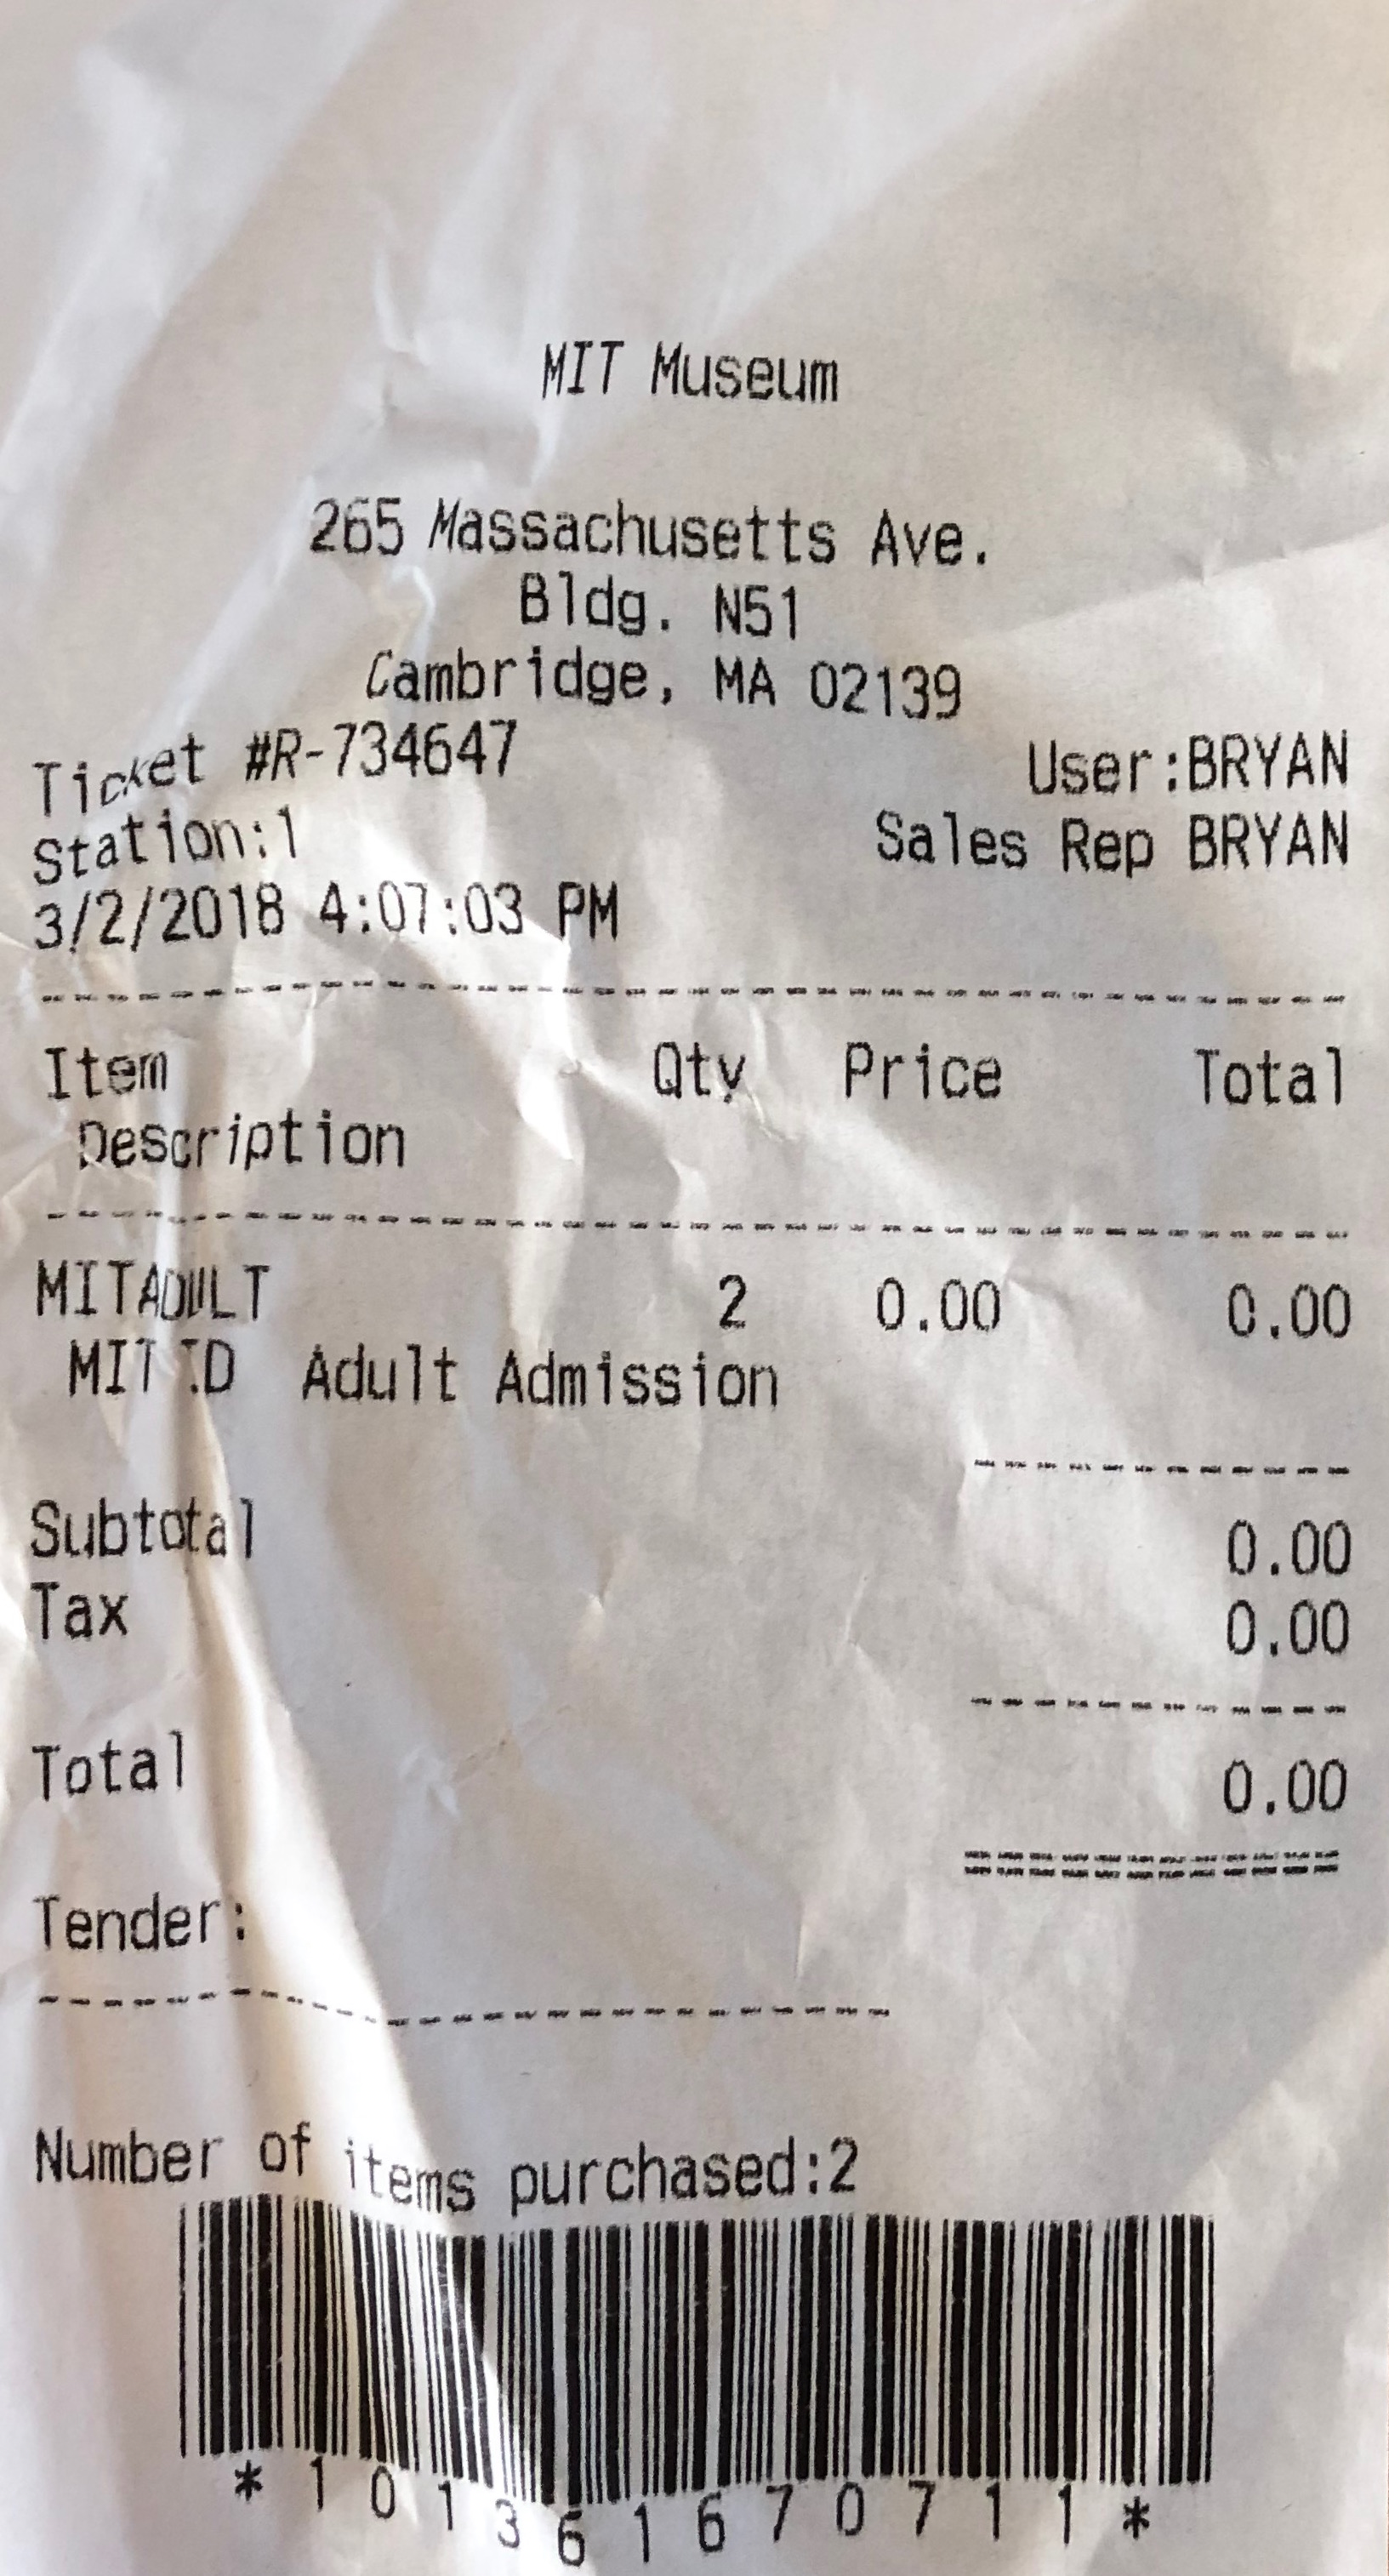 MIT Museum
265 Massachusetts Ave.
Bldg. N51
Cambridge, MA 02139
Ticket #R-734647 User:BRYAN
Station:1 Sales Rep BRYAN
3/2/2018 4:07:03 PM
Item Qty Price Total
Description
MITADULT 2 0.00 0.00
MIT ID Adult Admission
Subtotal 0.00
Tax 0.00
Total 0.00
Tender:
Number of items purchased:2
*101361670711*